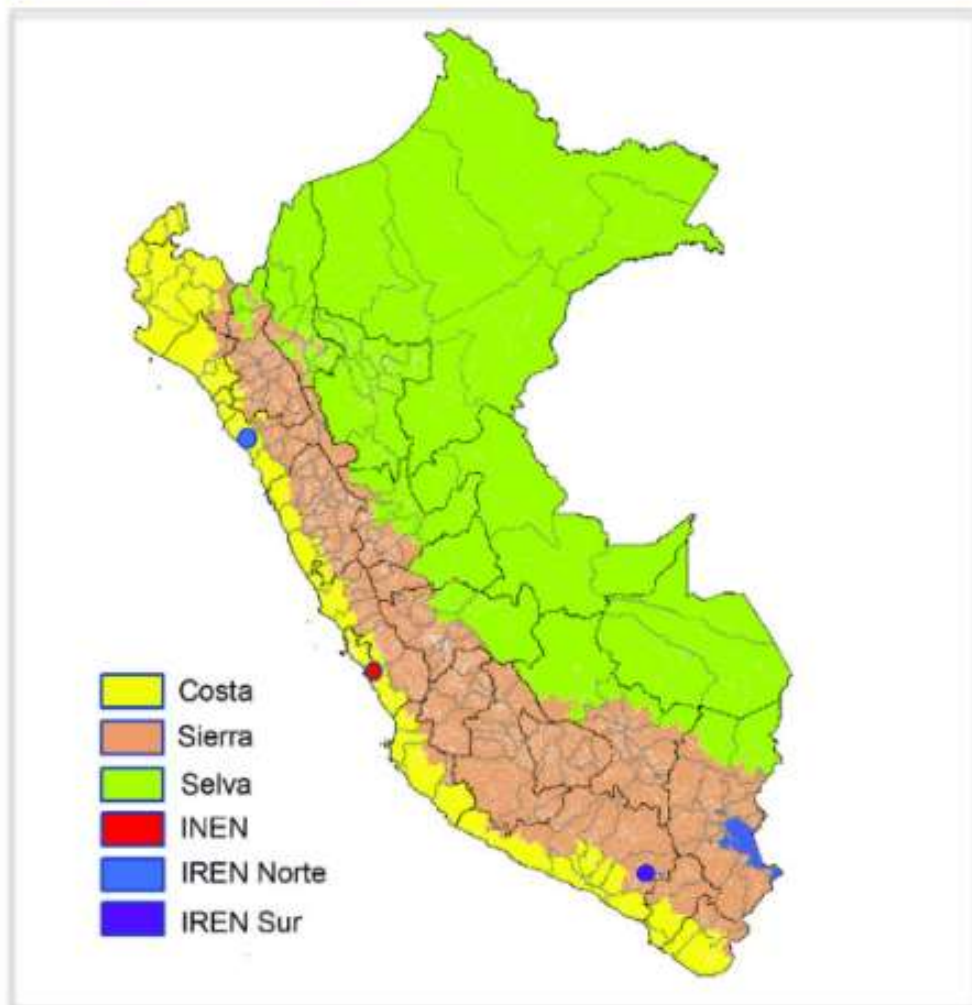 Costa
Sierra
Selva
INEN
IREN Norte
IREN Sur